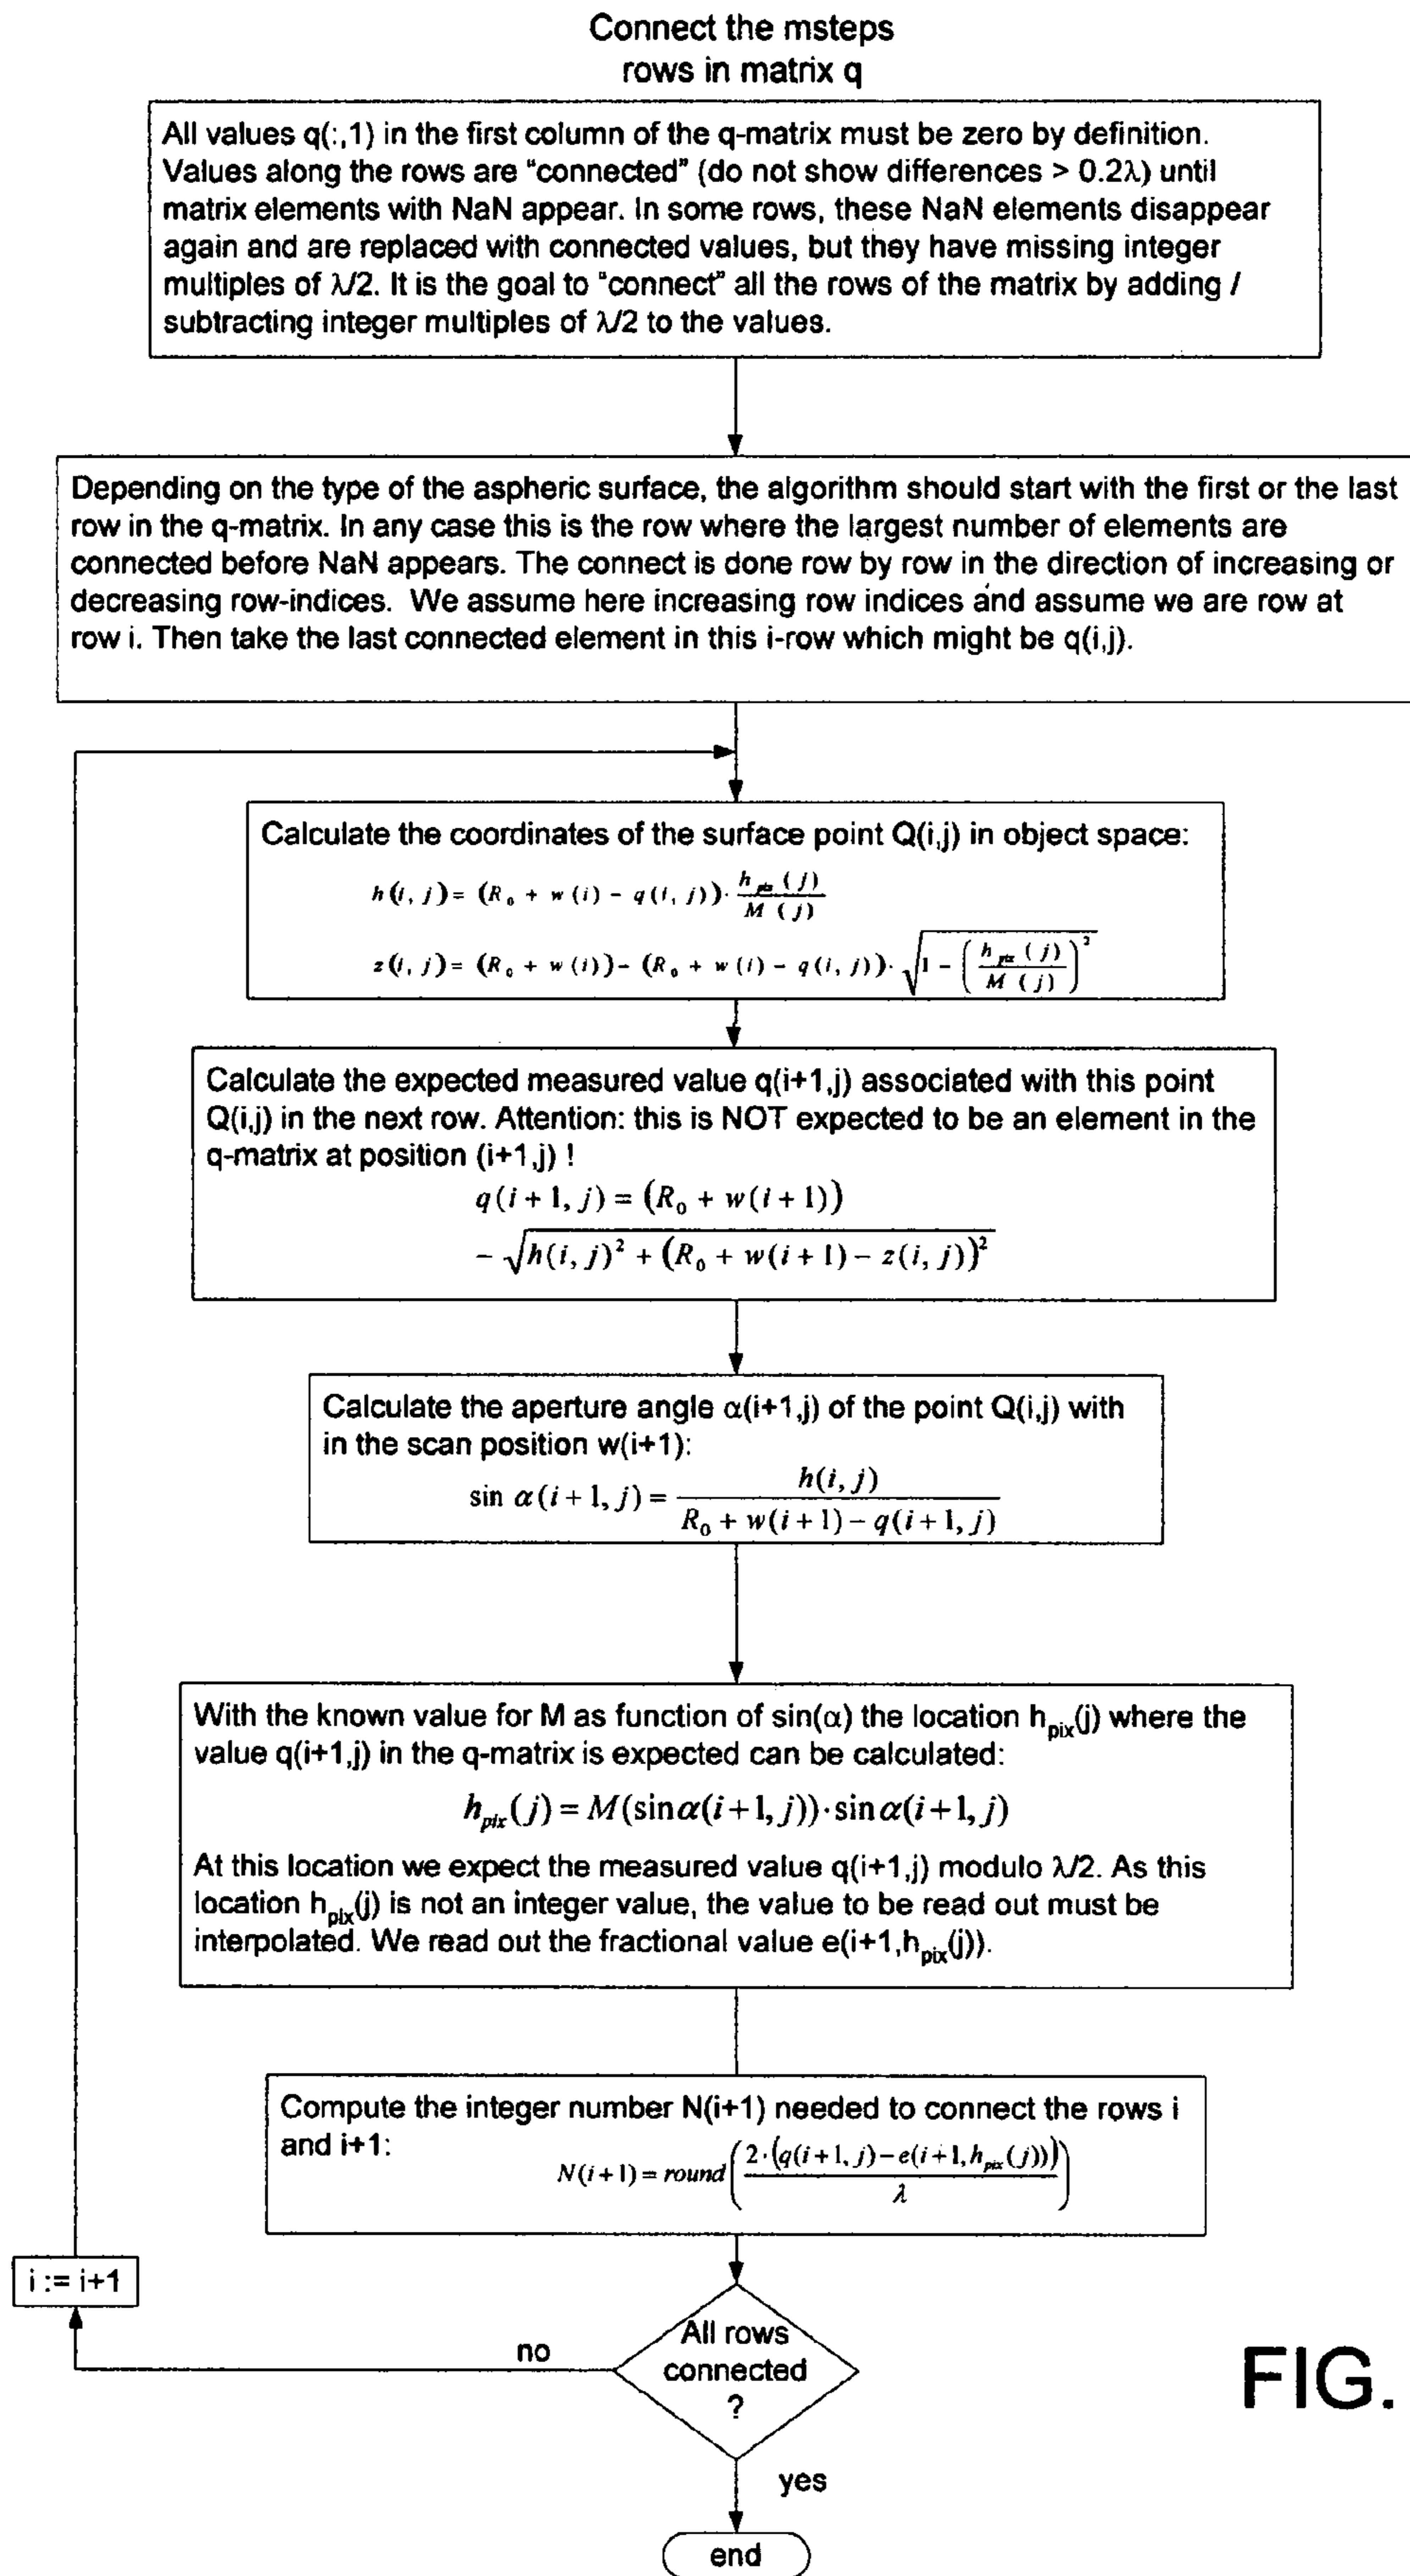 Connect the msteps
rows in matrix q
All values q(:,1) in the first column of the q-matrix must be zero by definition.
Values along the rows are "connected" (do not show differences > 0.2λ) until
matrix elements with NaN appear. In some rows, these NaN elements disappear
again and are replaced with connected values, but they have missing integer
multiples of λ/2. It is the goal to "connect" all the rows of the matrix by adding /
subtracting integer multiples of λ/2 to the values.
Depending on the type of the aspheric surface, the algorithm should start with the first or the last
row in the q-matrix. In any case this is the row where the largest number of elements are
connected before NaN appears. The connect is done row by row in the direction of increasing or
decreasing row-indices. We assume here increasing row indices and assume we are row at
row i. Then take the last connected element in this i-row which might be q(i,j).
Calculate the coordinates of the surface point Q(i,j) in object space:
h(i, j) = (R₀ + w(i) − q(i, j)) · h_pix(j) / M(j)
z(i, j) = (R₀ + w(i)) − (R₀ + w(i) − q(i, j)) · √(1 − (h_pix(j) / M(j))²)
Calculate the expected measured value q(i+1,j) associated with this point
Q(i,j) in the next row. Attention: this is NOT expected to be an element in the
q-matrix at position (i+1,j) !
q(i + 1, j) = (R₀ + w(i + 1))
− √(h(i, j)² + (R₀ + w(i + 1) − z(i, j))²)
Calculate the aperture angle α(i+1,j) of the point Q(i,j) with
in the scan position w(i+1):
sin α(i + 1, j) = h(i, j) / (R₀ + w(i + 1) − q(i + 1, j))
With the known value for M as function of sin(α) the location h_pix(j) where the
value q(i+1,j) in the q-matrix is expected can be calculated:
h_pix(j) = M(sin α(i+1, j)) · sin α(i+1, j)
At this location we expect the measured value q(i+1,j) modulo λ/2. As this
location h_pix(j) is not an integer value, the value to be read out must be
interpolated. We read out the fractional value e(i+1,h_pix(j)).
Compute the integer number N(i+1) needed to connect the rows i
and i+1:
N(i+1) = round(2·(q(i+1, j) − e(i+1, h_pix(j))) / λ)
i := i+1
All rows
connected
?
no
yes
end
FIG.